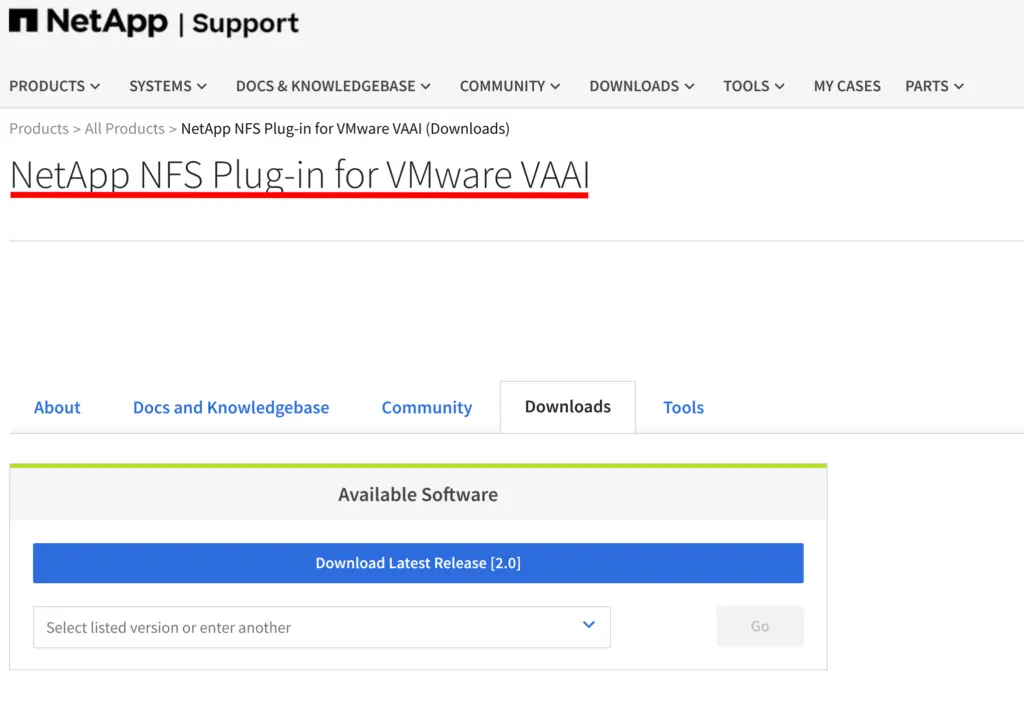 NetApp | Support
PRODUCTS SYSTEMS DOCS & KNOWLEDGEBASE COMMUNITY DOWNLOADS TOOLS MY CASES PARTS
Products > All Products > NetApp NFS Plug-in for VMware VAAI (Downloads)
NetApp NFS Plug-in for VMware VAAI
About Docs and Knowledgebase Community Downloads Tools
Available Software
Download Latest Release [2.0]
Select listed version or enter another Go